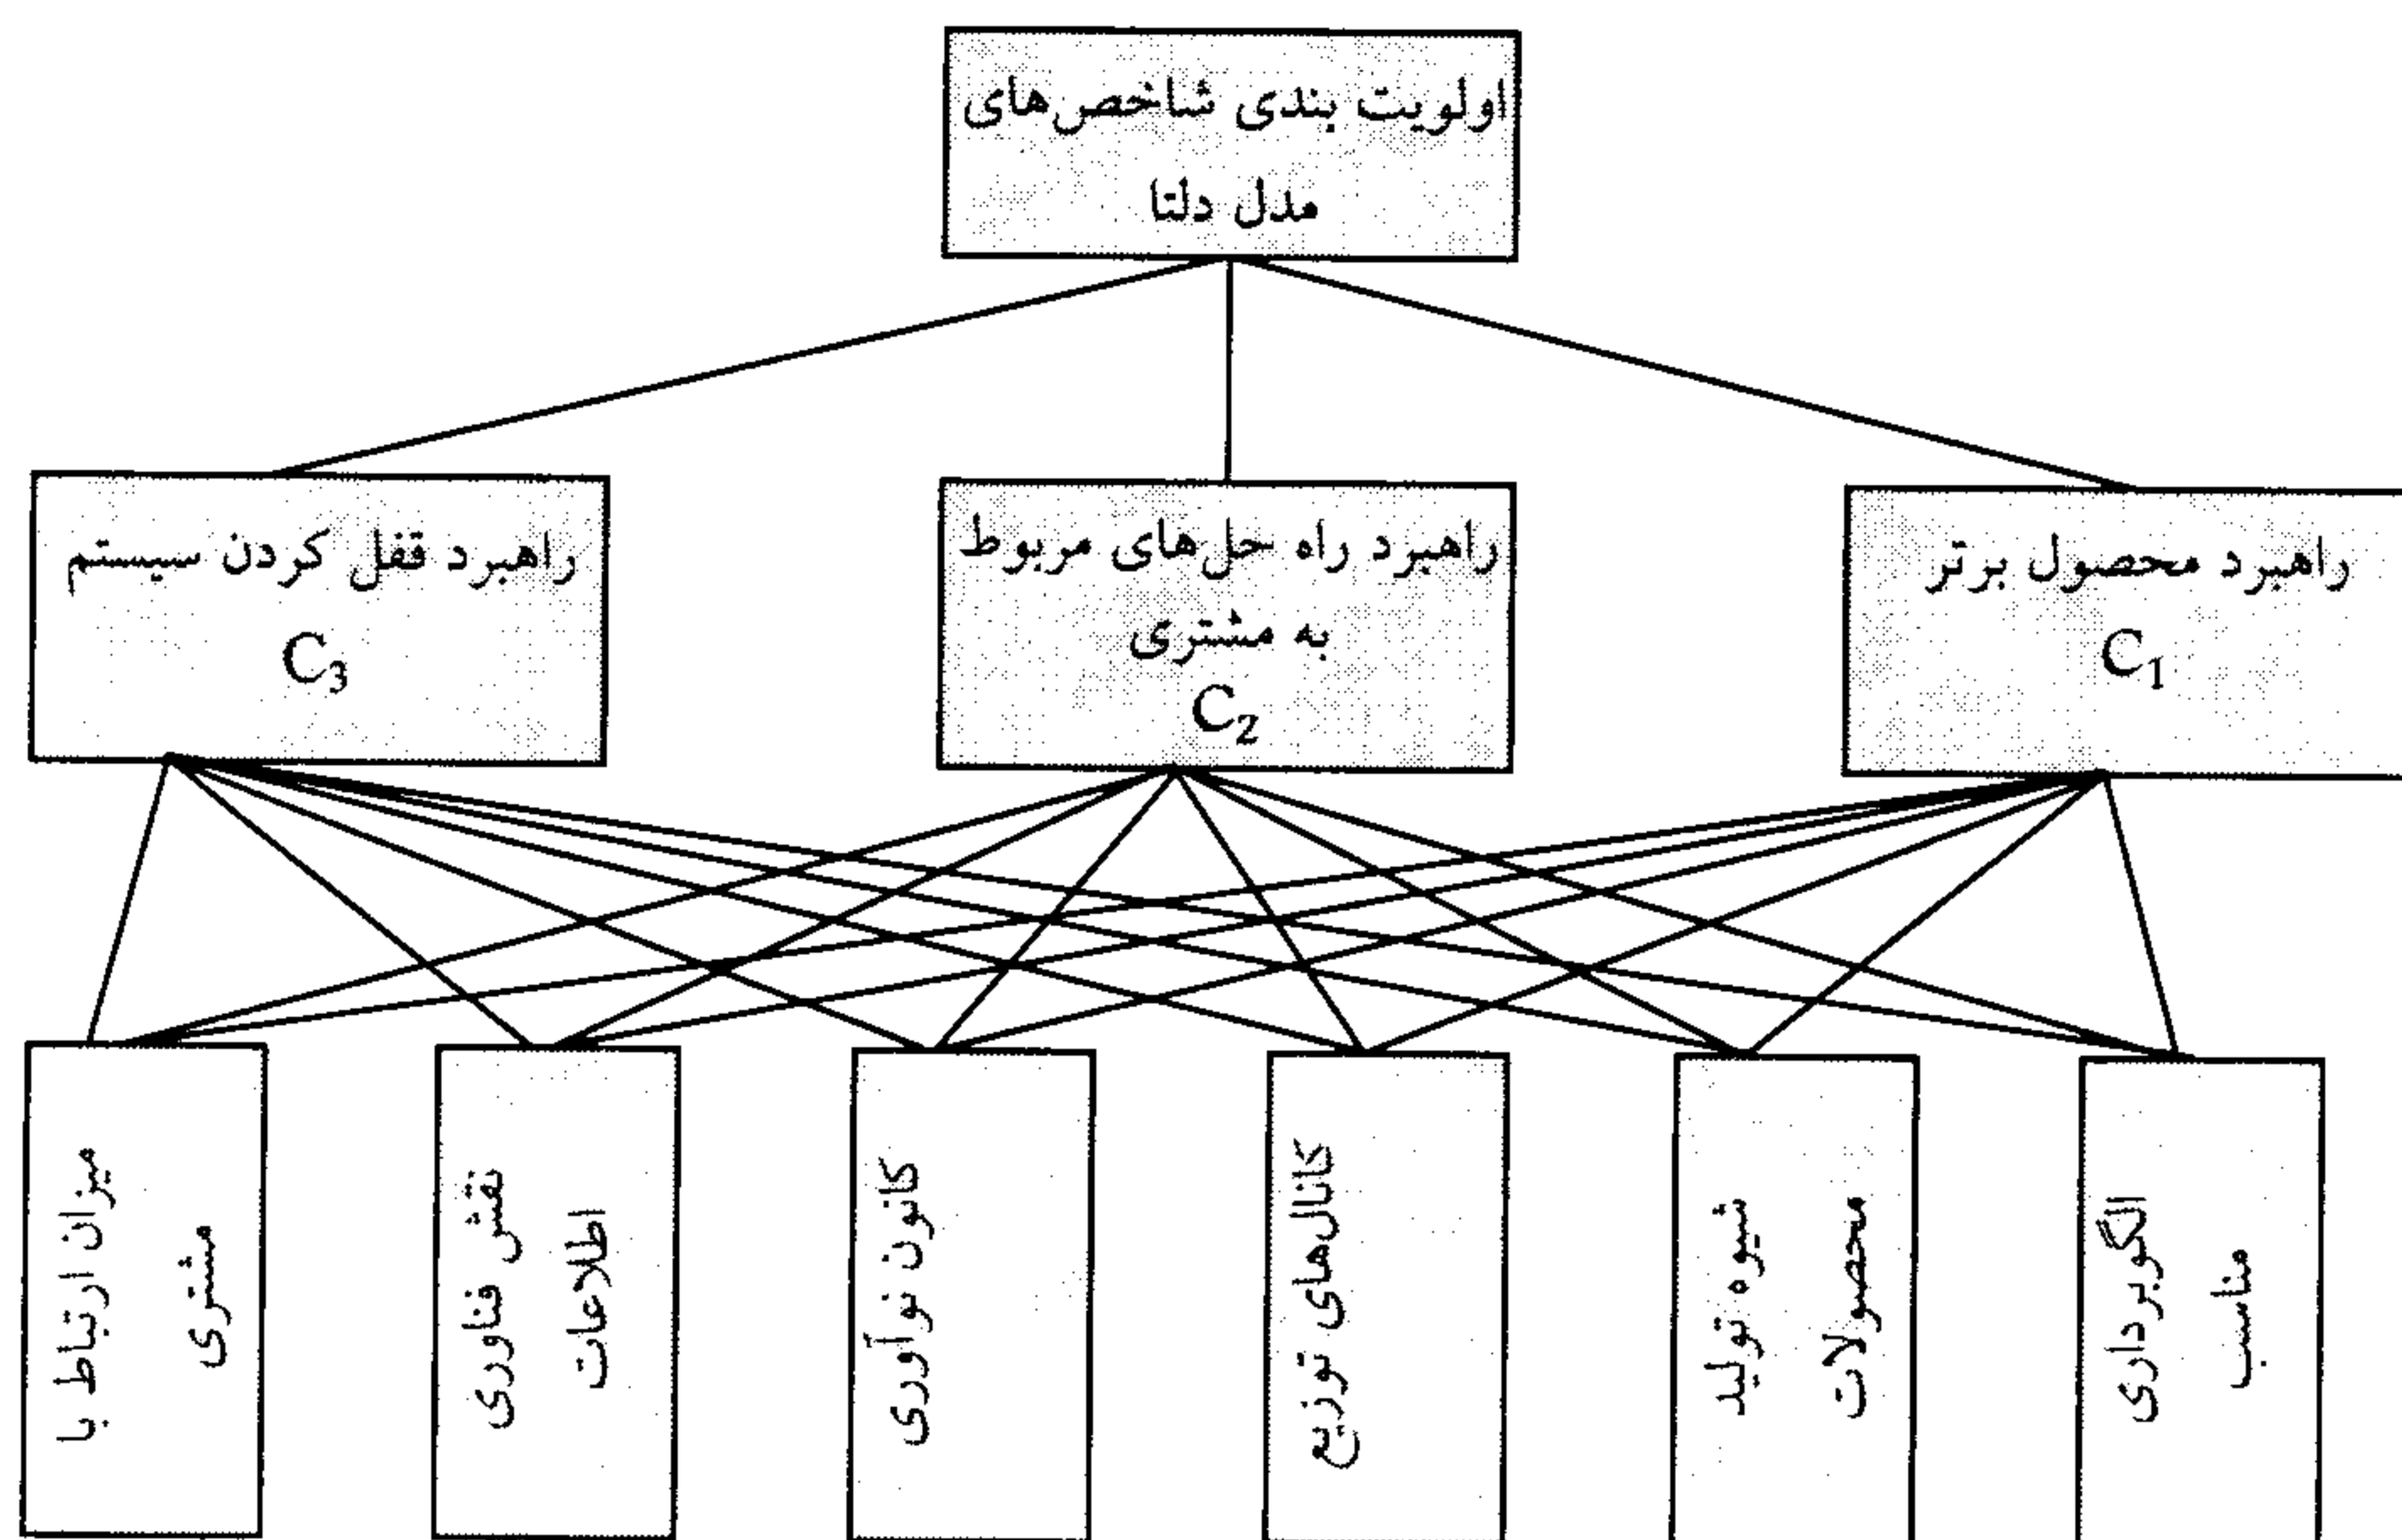 اولویت بندی شاخص‌های
مدل دلتا
راهبرد محصول برتر
C₁
راهبرد راه حل‌های مربوط
به مشتری
C₂
راهبرد قفل کردن سیستم
C₃
الگوبرداری
مناسب
شیوه تولید
محصولات
کانال‌های توزیع
کانون نوآوری
نقش فناوری
اطلاعات
میزان ارتباط با
مشتری